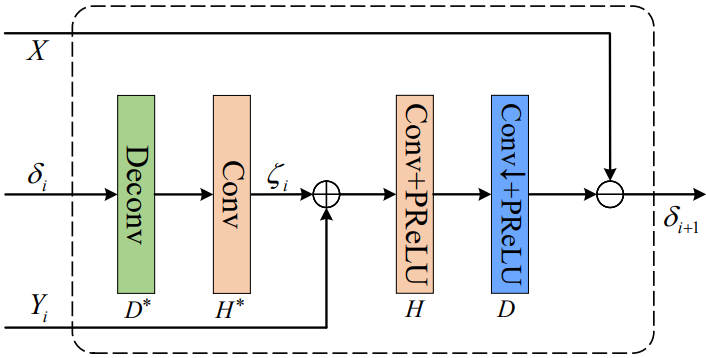 X
δᵢ
Deconv
D*
Conv
H*
ζᵢ
Conv+PReLU
H
Conv↓+PReLU
D
δᵢ₊₁
Yᵢ